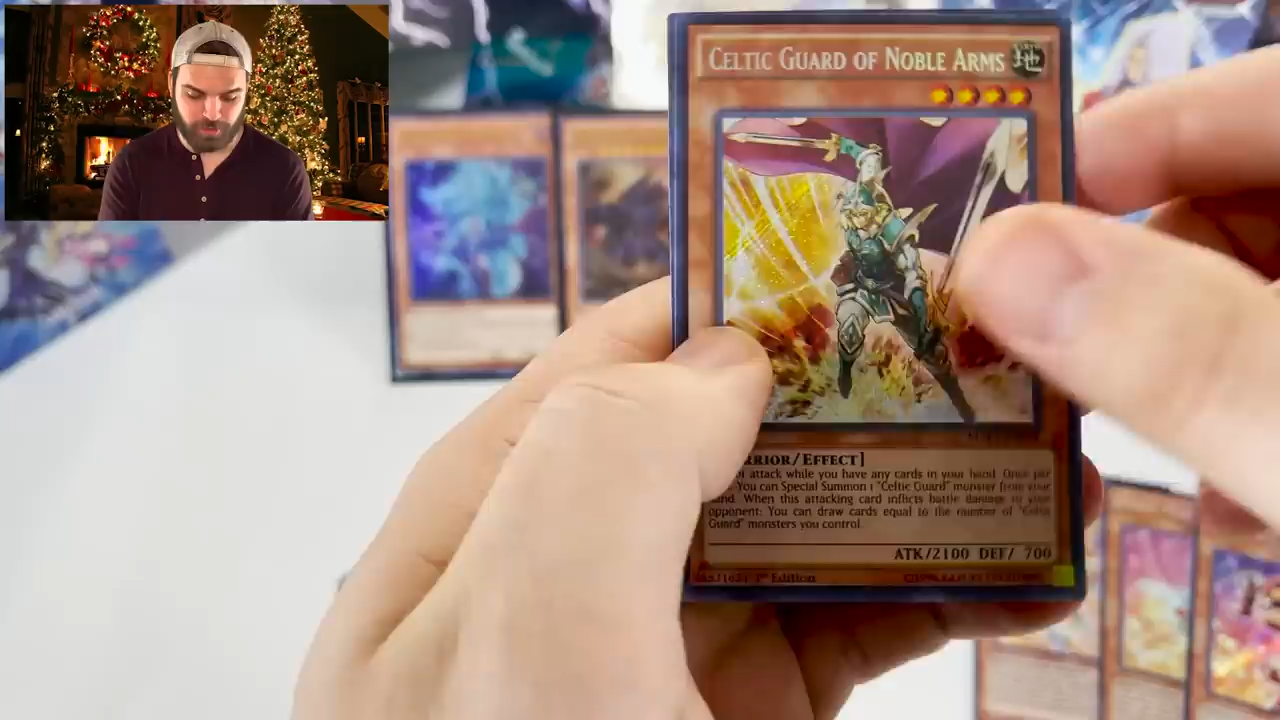 CELTIC GUARD OF NOBLE ARMS
RRIOR/EFFECT]
attack while you have any cards in your hand. Once per
You can Special Summon 1 "Celtic Guard" monster from your
hand. When this attacking card inflicts battle damage to your
opponent: You can draw cards equal to the number of "Celtic
Guard" monsters you control.
ATK/2100 DEF/ 700
1st Edition